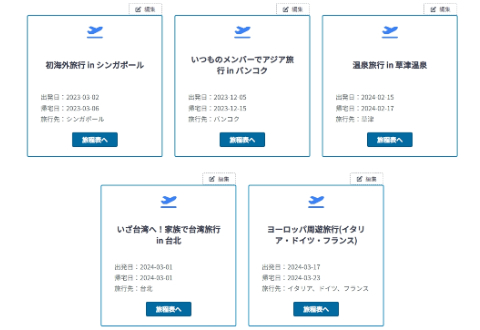 編集
初海外旅行 in シンガポール
出発日：2023-03-02
帰宅日：2023-03-06
旅行先：シンガポール
旅程表へ
編集
いつものメンバーでアジア旅
行 in バンコク
出発日：2023-12-05
帰宅日：2023-12-15
旅行先：バンコク
旅程表へ
編集
温泉旅行 in 草津温泉
出発日：2024-02-15
帰宅日：2024-02-17
旅行先：草津
旅程表へ
編集
いざ台湾へ！家族で台湾旅行
in 台北
出発日：2024-03-01
帰宅日：2024-03-01
旅行先：台北
旅程表へ
編集
ヨーロッパ周遊旅行(イタリ
ア・ドイツ・フランス)
出発日：2024-03-17
帰宅日：2024-03-23
旅行先：イタリア、ドイツ、フランス
旅程表へ